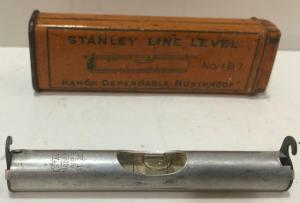 STANLEY LINE LEVEL
No. 187
HANDY DEPENDABLE RUSTPROOF